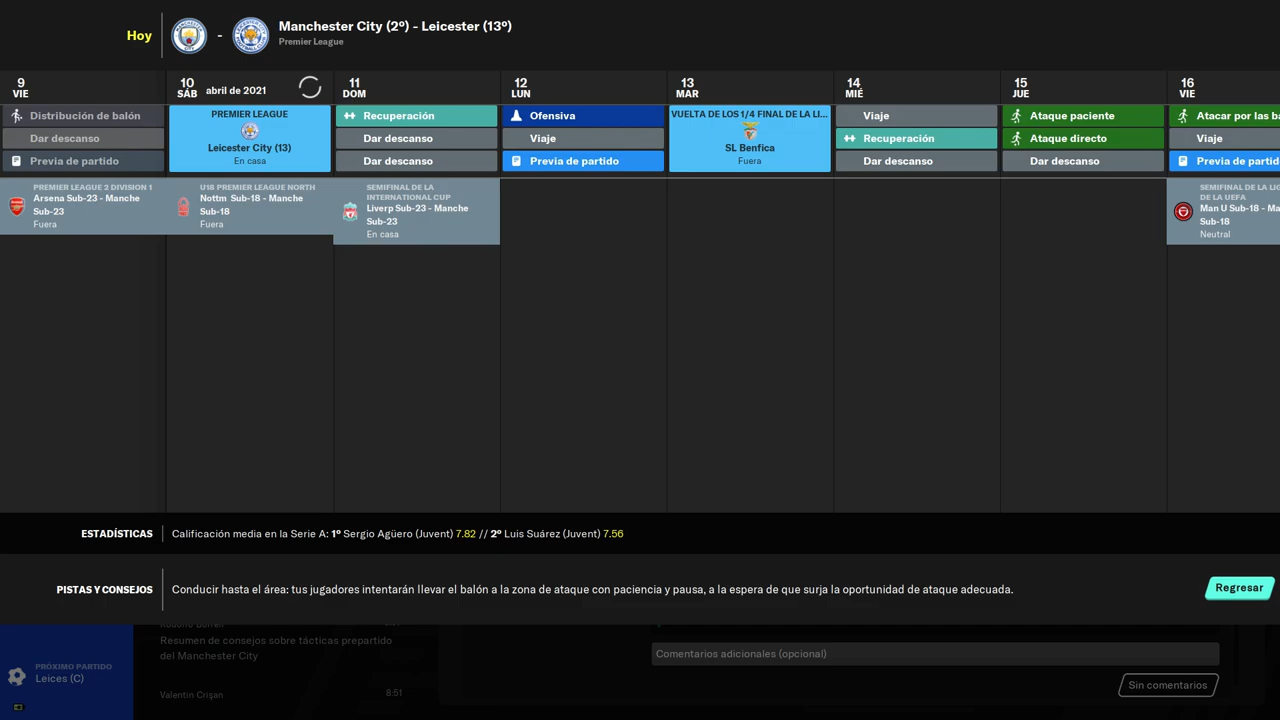 Hoy
-
Manchester City (2º) - Leicester (13º)
Premier League
9
VIE
10
SÁB
abril de 2021
11
DOM
12
LUN
13
MAR
14
MIÉ
15
JUE
16
VIE
Distribución de balón
Dar descanso
Previa de partido
PREMIER LEAGUE
Leicester City (13)
En casa
Recuperación
Dar descanso
Dar descanso
Ofensiva
Viaje
Previa de partido
VUELTA DE LOS 1/4 FINAL DE LA LI...
SL Benfica
Fuera
Viaje
Recuperación
Dar descanso
Ataque paciente
Ataque directo
Dar descanso
Atacar por las ba
Viaje
Previa de partid
PREMIER LEAGUE 2 DIVISION 1
Arsena Sub-23 - Manche
Sub-23
Fuera
U18 PREMIER LEAGUE NORTH
Nottm Sub-18 - Manche
Sub-18
Fuera
SEMIFINAL DE LA
INTERNATIONAL CUP
Liverp Sub-23 - Manche
Sub-23
En casa
SEMIFINAL DE LA LIG
DE LA UEFA
Man U Sub-18 - Ma
Sub-18
Neutral
ESTADÍSTICAS
Calificación media en la Serie A: 1º Sergio Agüero (Juvent) 7.82 // 2º Luis Suárez (Juvent) 7.56
PISTAS Y CONSEJOS
Conducir hasta el área: tus jugadores intentarán llevar el balón a la zona de ataque con paciencia y pausa, a la espera de que surja la oportunidad de ataque adecuada.
Regresar
PRÓXIMO PARTIDO
Leices (C)
Resumen de consejos sobre tácticas prepartido
del Manchester City
Valentin Crișan
8:51
Comentarios adicionales (opcional)
Sin comentarios